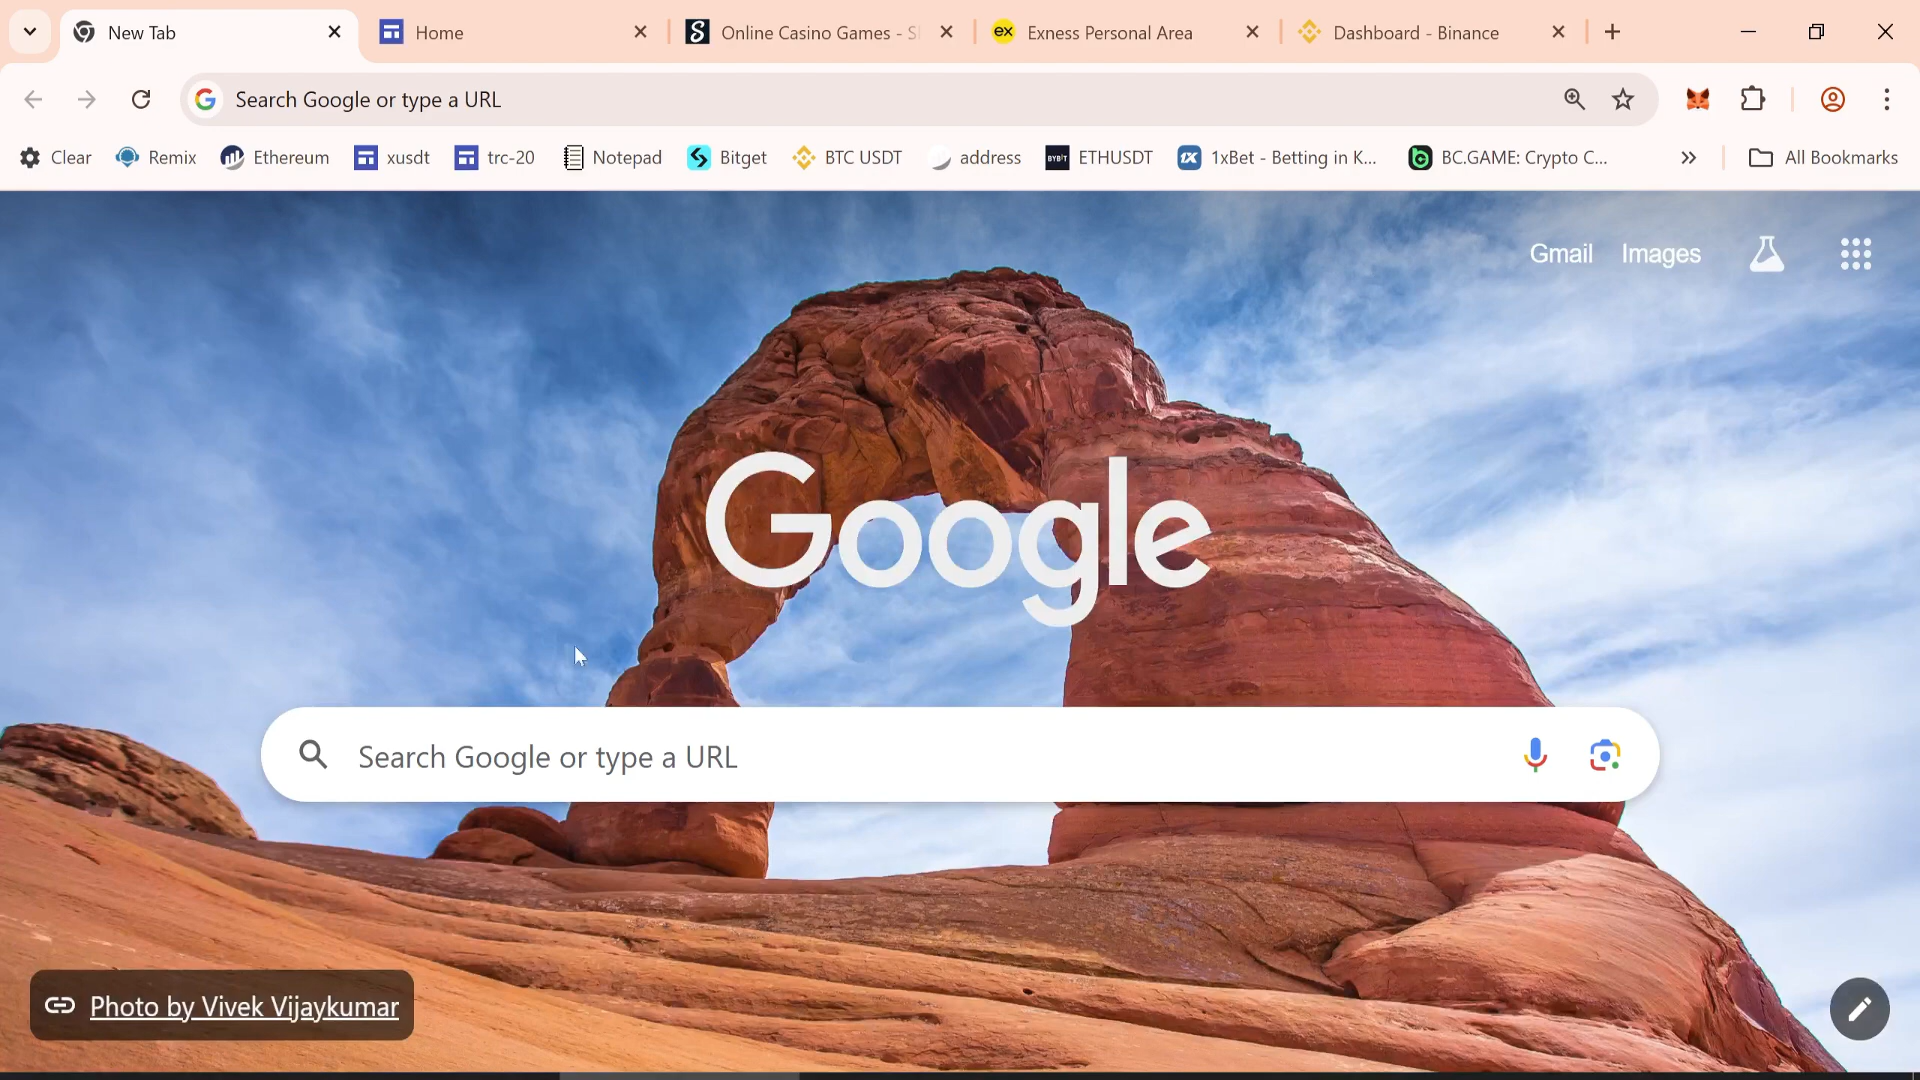 New Tab
Home
Online Casino Games - S
Exness Personal Area
Dashboard - Binance
Search Google or type a URL
Clear
Remix
Ethereum
xusdt
trc-20
Notepad
Bitget
BTC USDT
address
BYBIT
ETHUSDT
1X
1xBet - Betting in K...
BC.GAME: Crypto C...
All Bookmarks
Gmail
Images
Google
Search Google or type a URL
Photo by Vivek Vijaykumar